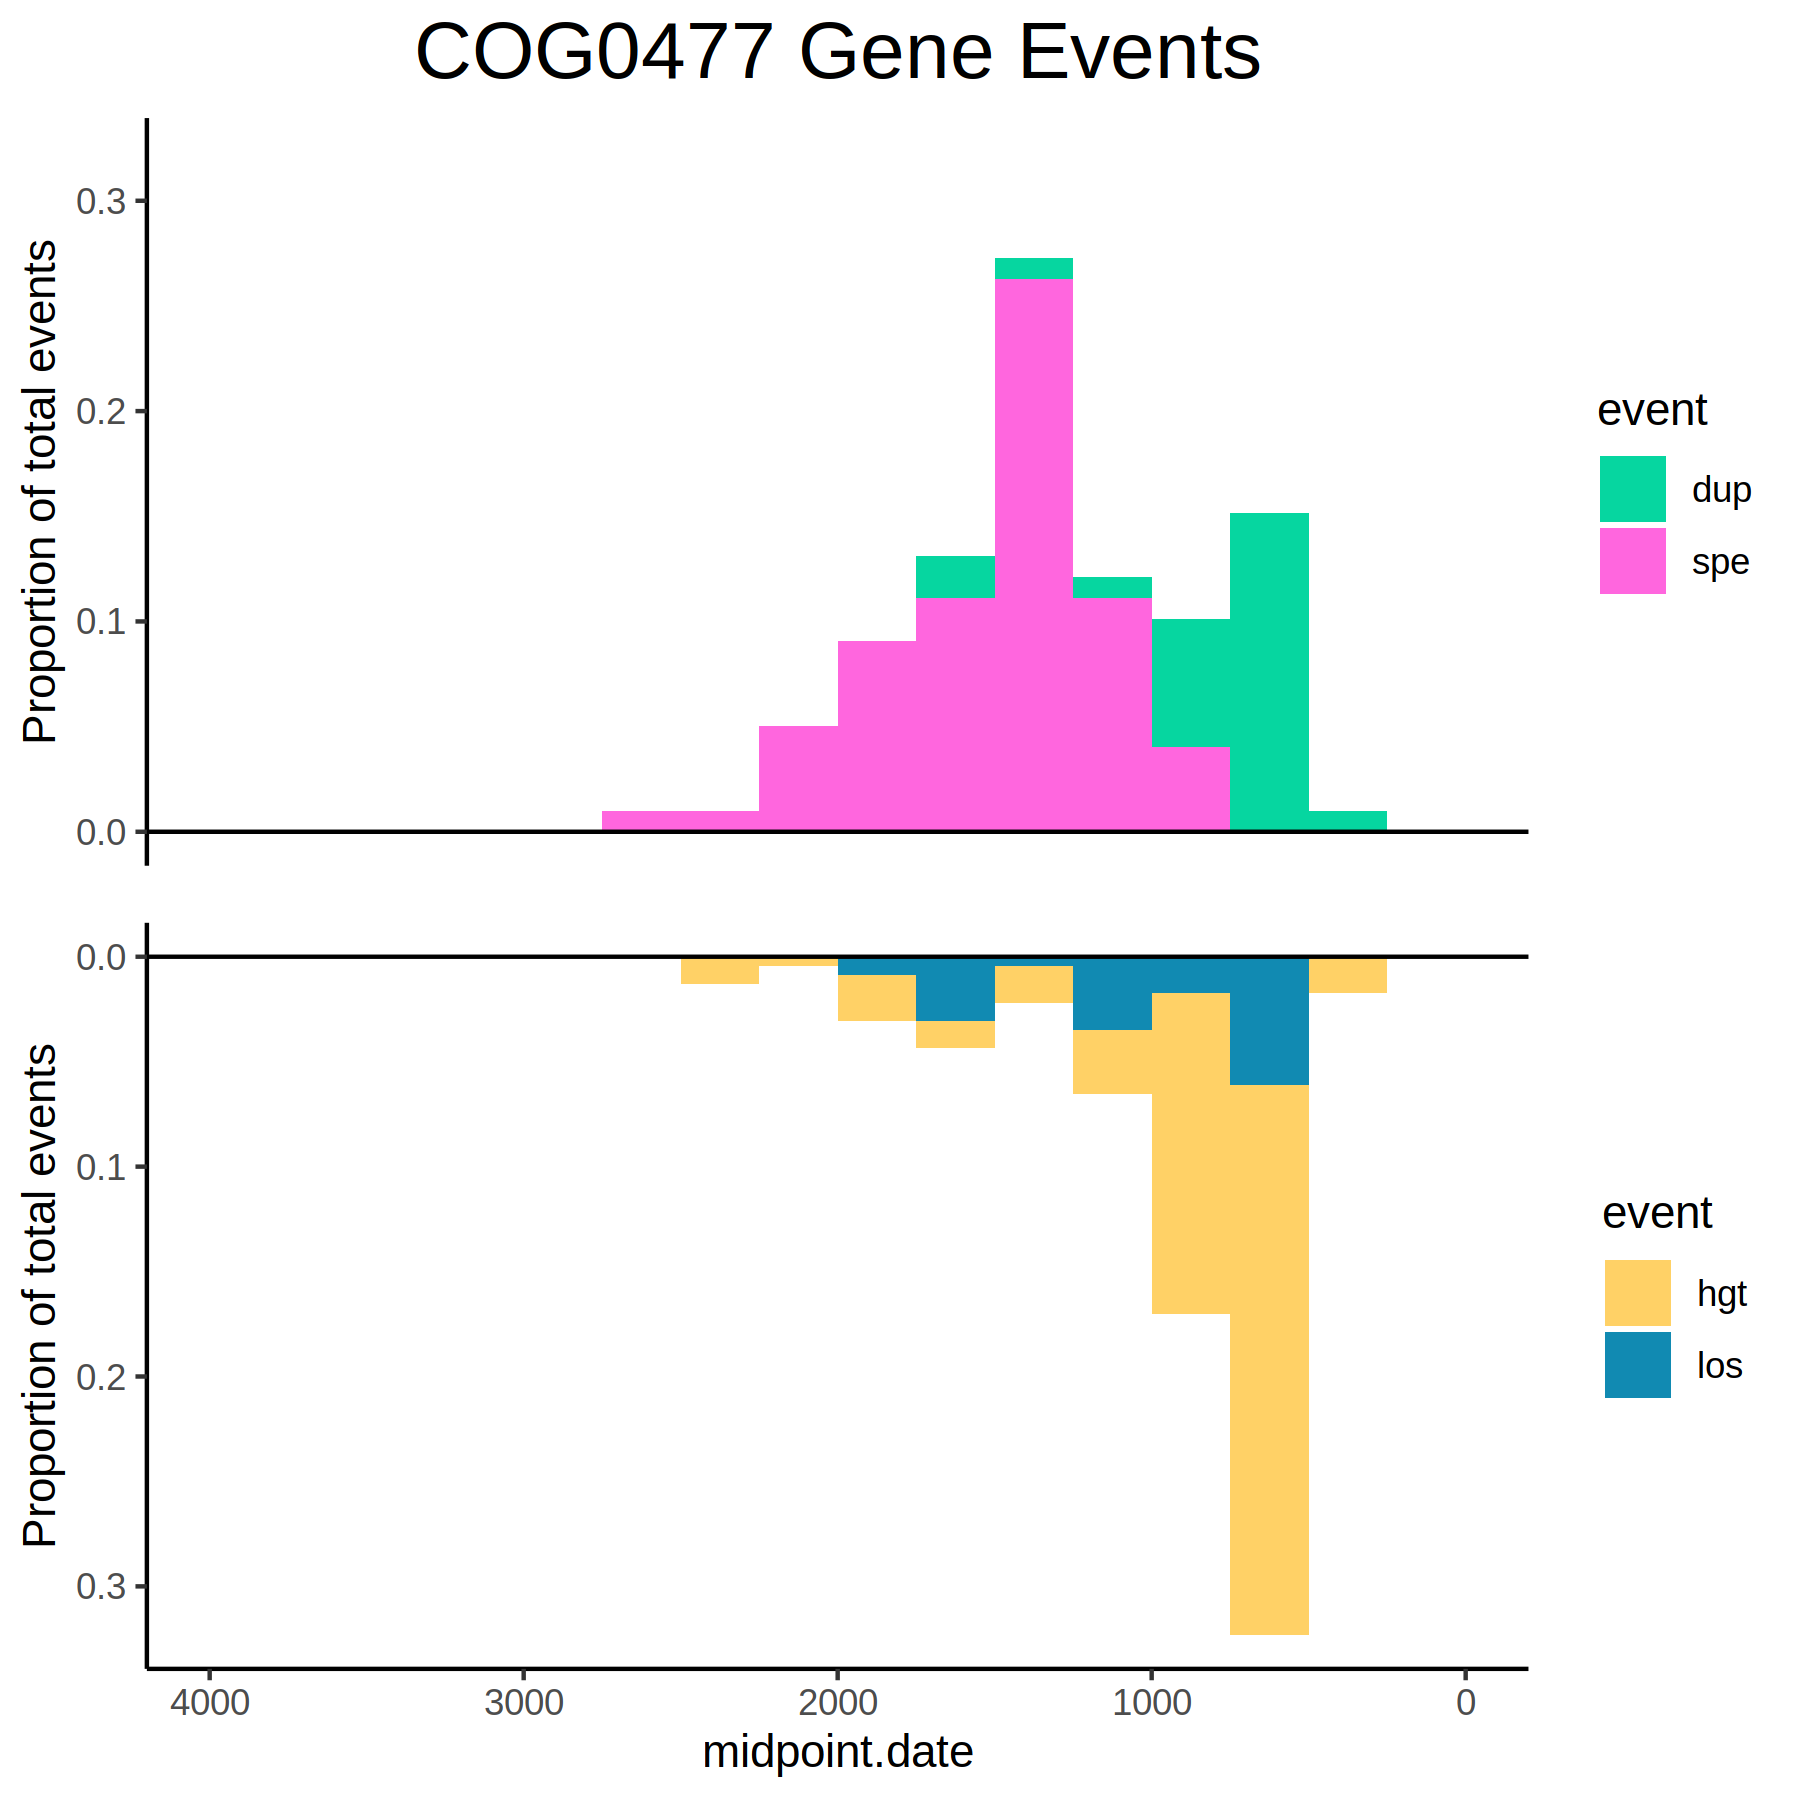 COG0477 Gene Events
Proportion of total events
0.3
0.2
0.1
0.0
event
dup
spe
Proportion of total events
0.0
0.1
0.2
0.3
event
hgt
los
4000 3000 2000 1000 0
midpoint.date